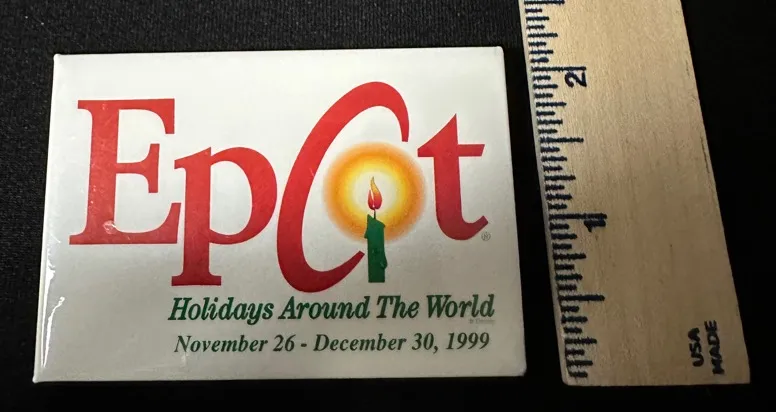 Epcot
®
Holidays Around The World
November 26 - December 30, 1999
2
1
USA
MADE